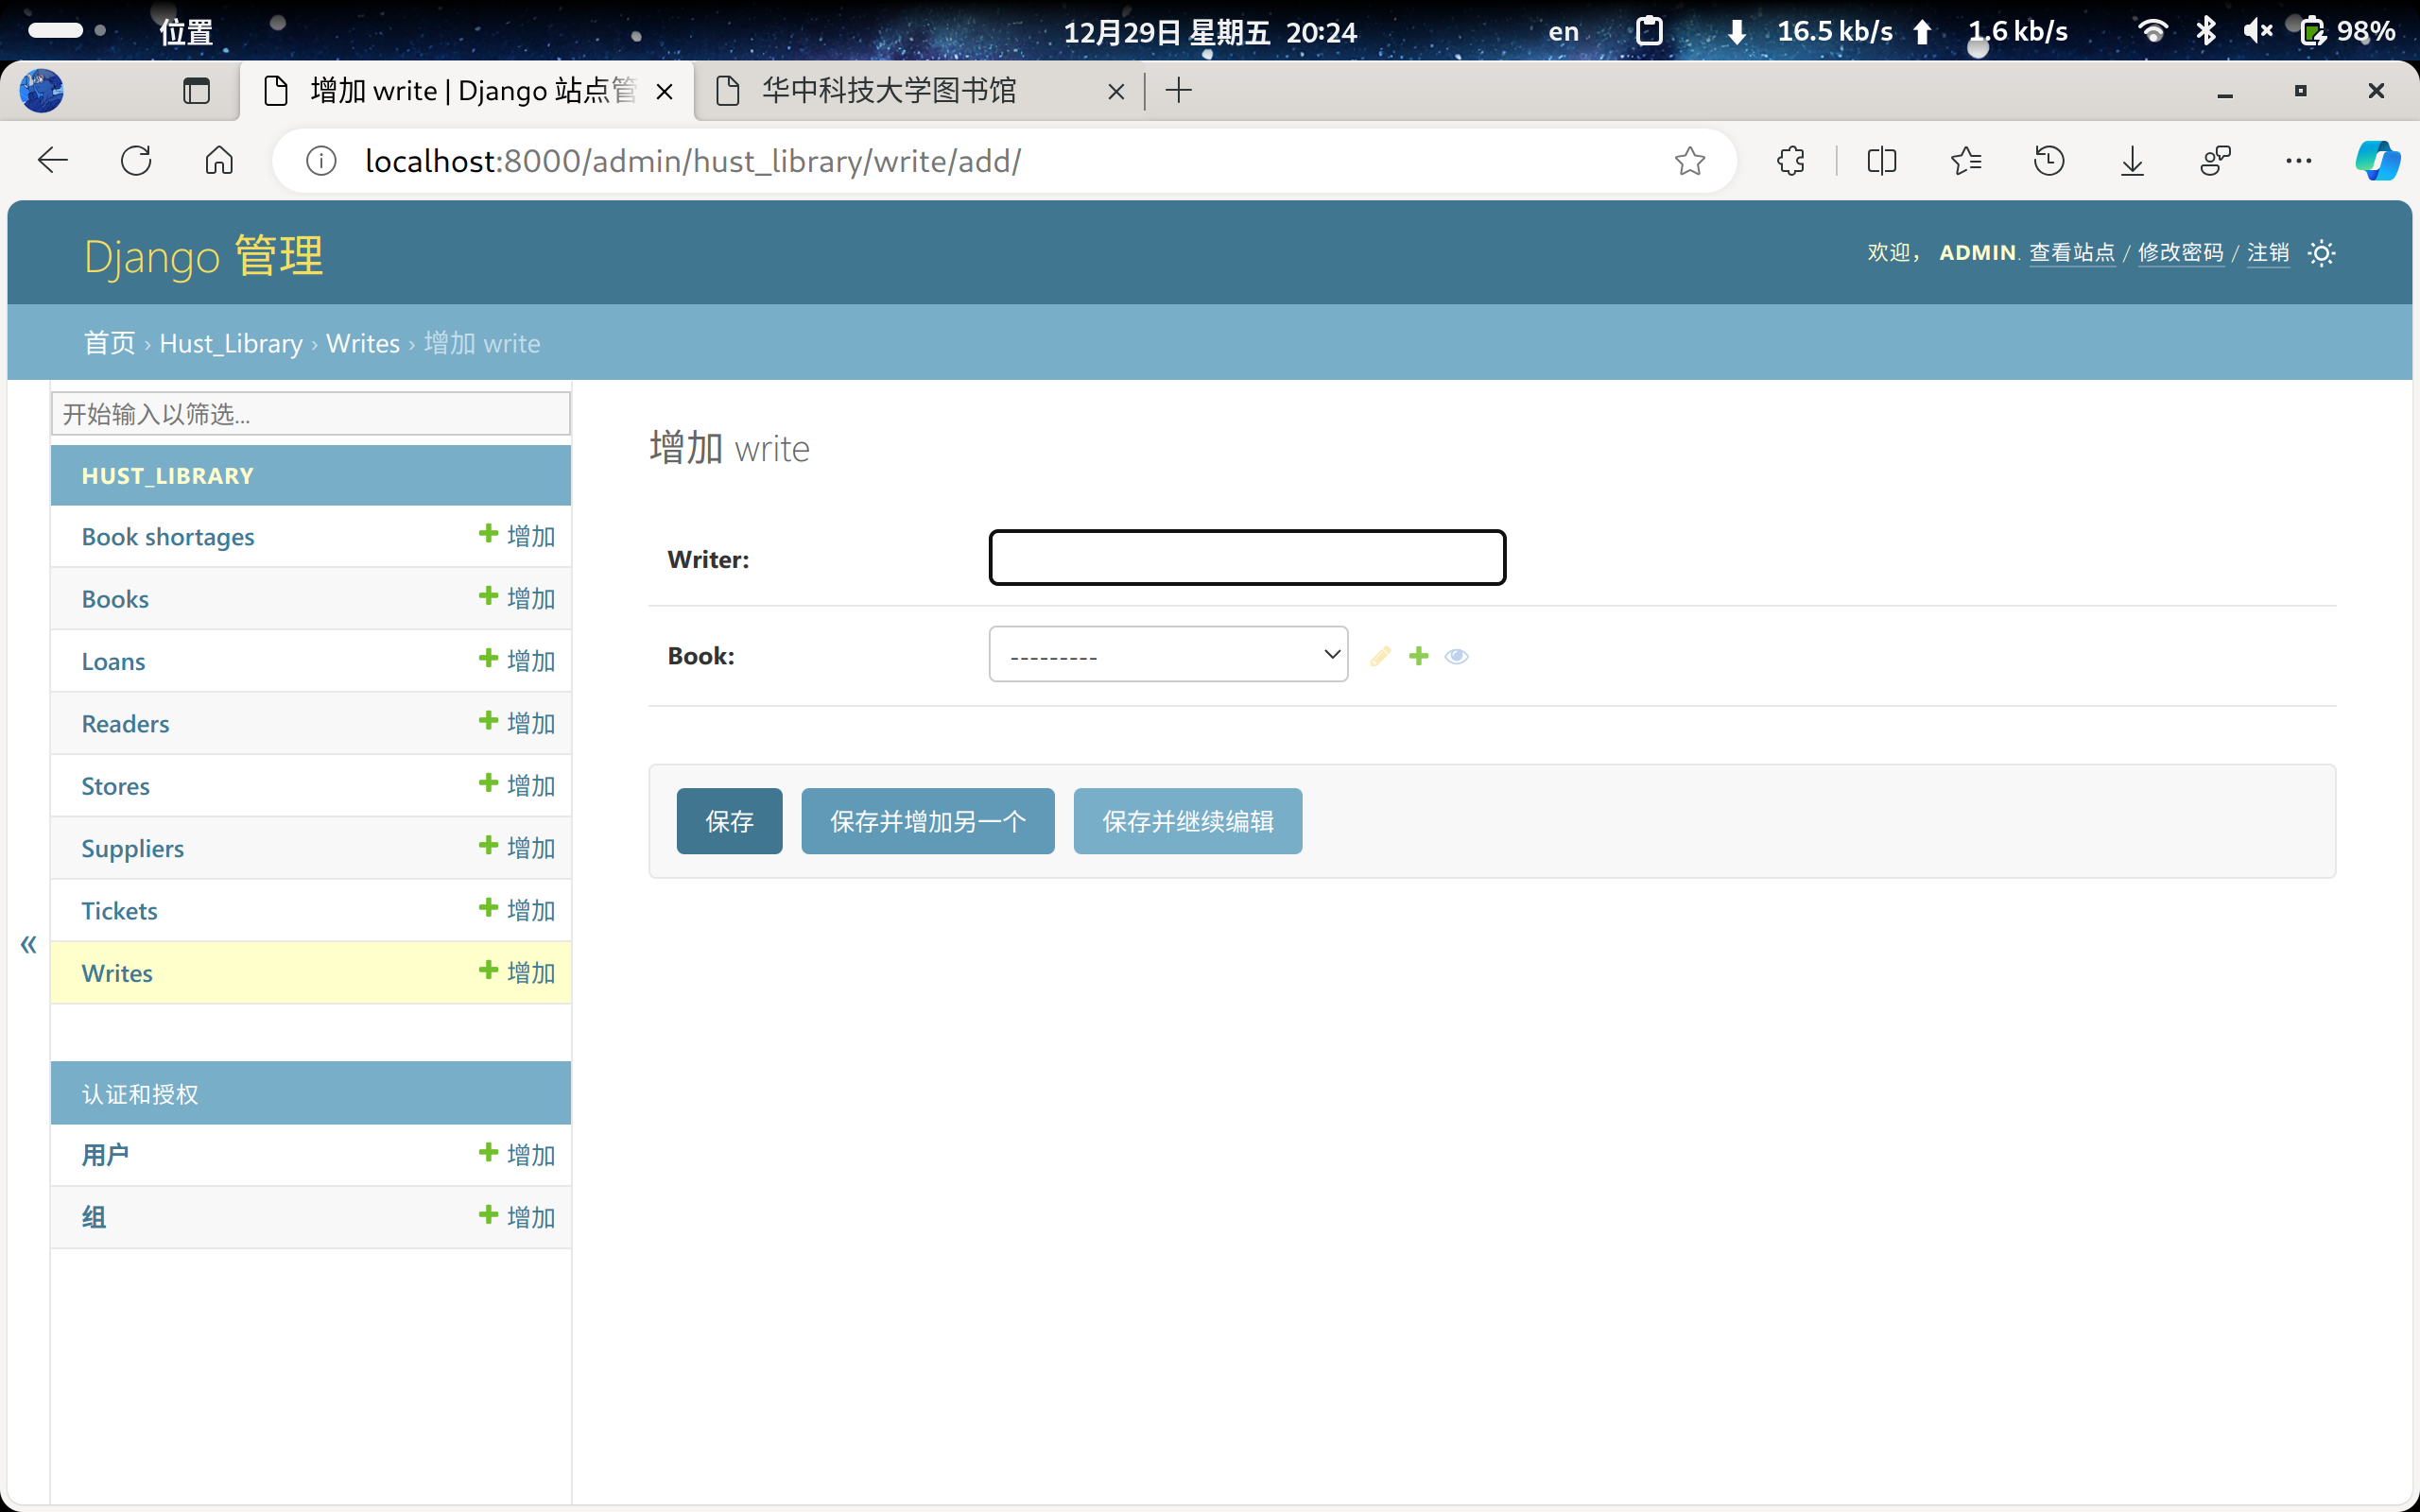 位置
12月29日 星期五 20:24
en
16.5 kb/s
1.6 kb/s
98%
增加 write | Django 站点管
华中科技大学图书馆
localhost:8000/admin/hust_library/write/add/
Django 管理
欢迎， ADMIN. 查看站点 / 修改密码 / 注销
首页 › Hust_Library › Writes › 增加 write
开始输入以筛选...
HUST_LIBRARY
Book shortages 增加
Books 增加
Loans 增加
Readers 增加
Stores 增加
Suppliers 增加
Tickets 增加
Writes 增加
«
认证和授权
用户 增加
组 增加
增加 write
Writer:
Book: ---------
保存 保存并增加另一个 保存并继续编辑